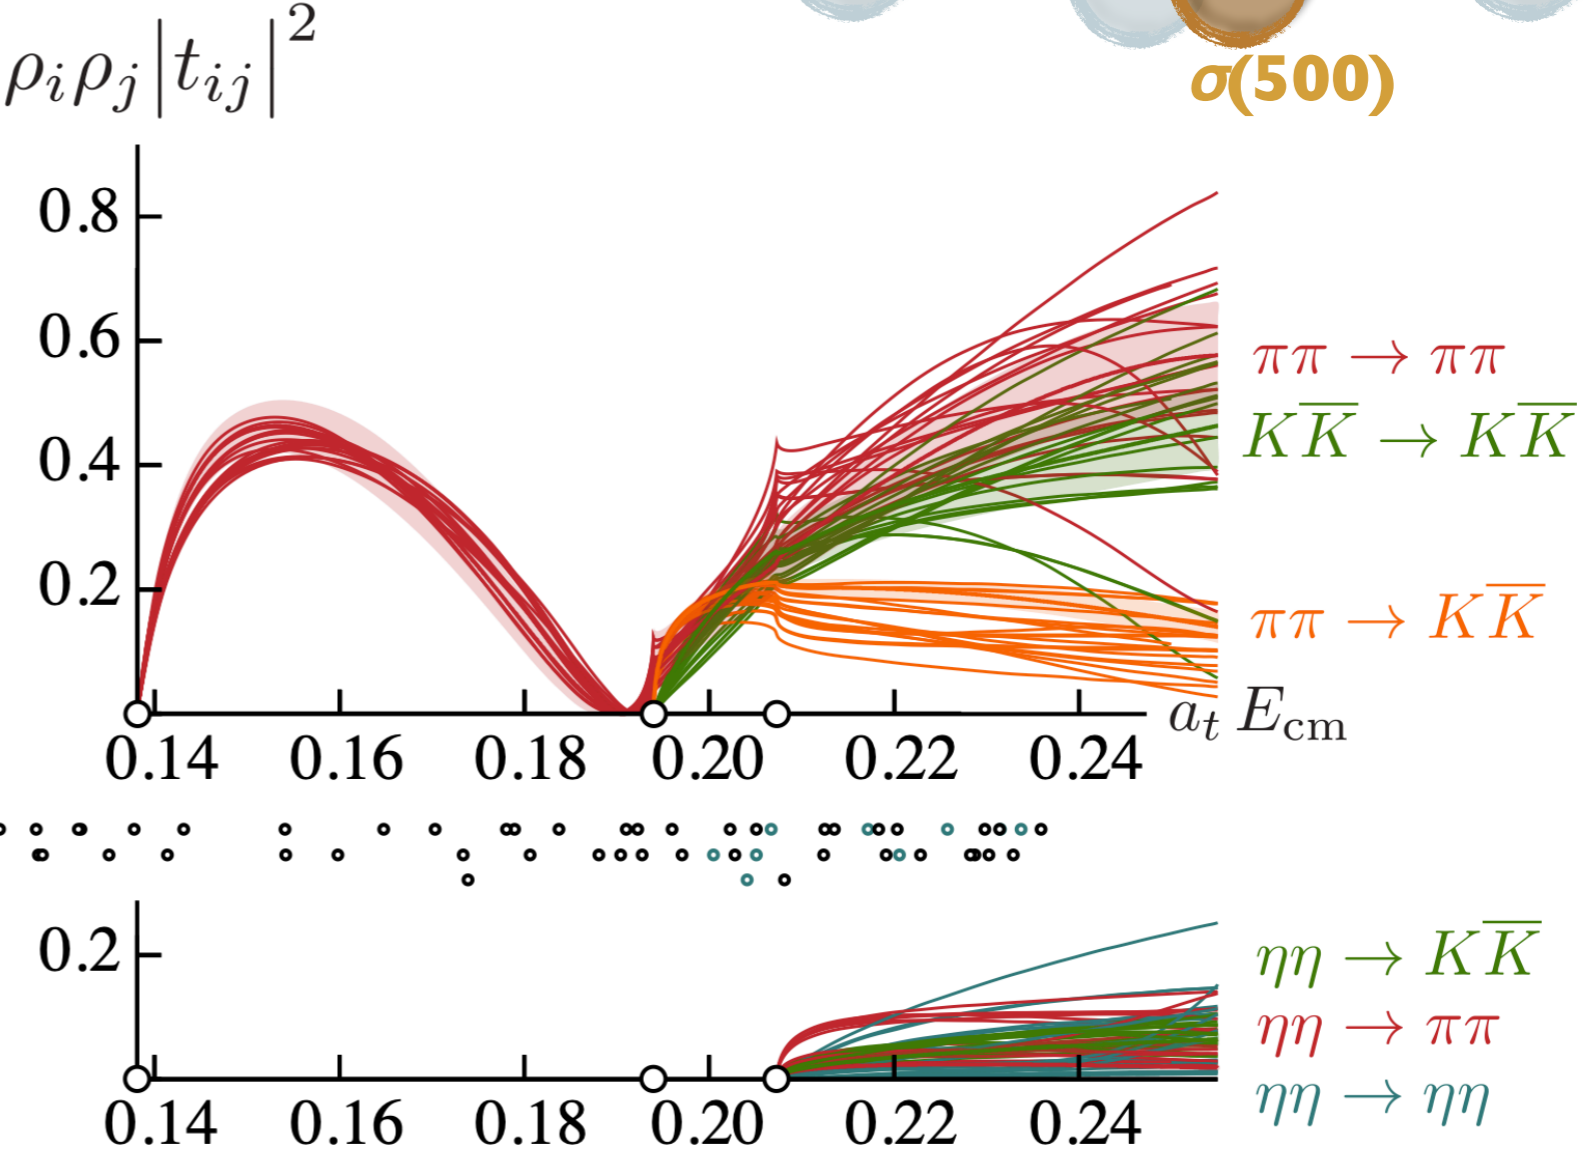 ρ_i ρ_j |t_ij|²
σ(500)
0.8
0.6
0.4
0.2
ππ → ππ
KK̅ → KK̅
ππ → KK̅
a_t E_cm
0.14 0.16 0.18 0.20 0.22 0.24
0.2
ηη → KK̅
ηη → ππ
ηη → ηη
0.14 0.16 0.18 0.20 0.22 0.24